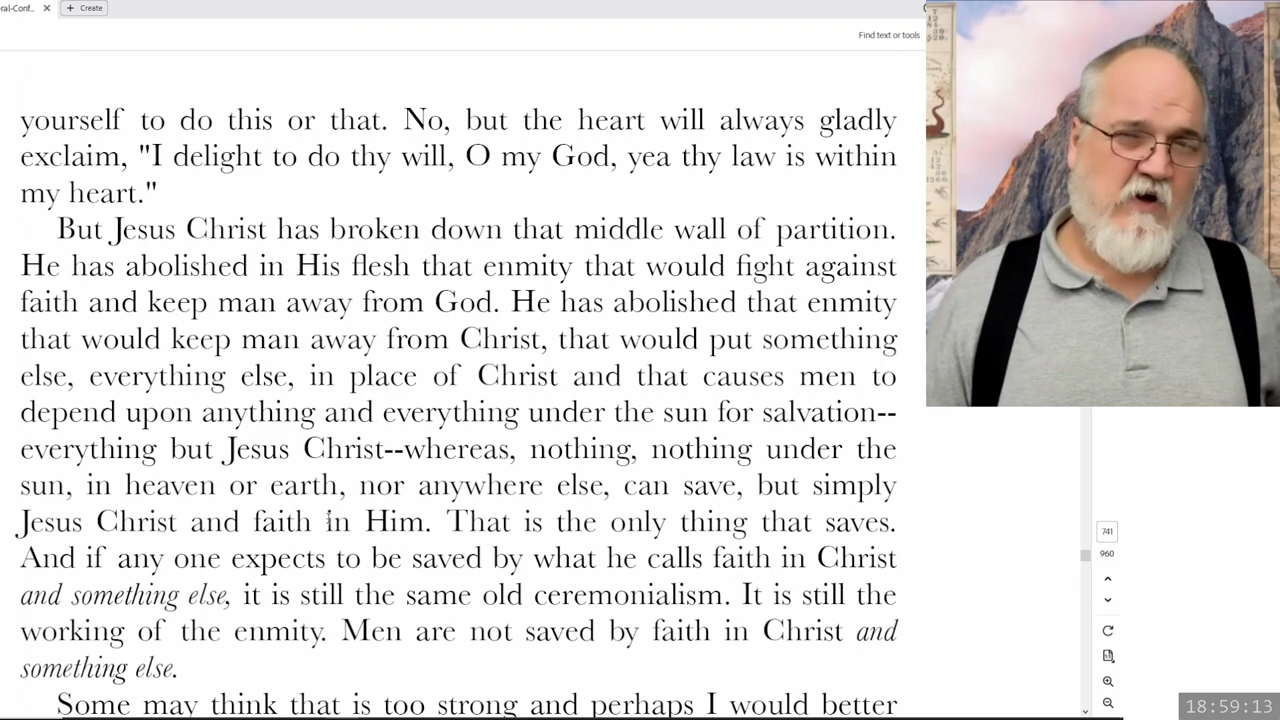 ral-Conf..
Create
Find text or tools
yourself to do this or that. No, but the heart will always gladly
exclaim, "I delight to do thy will, O my God, yea thy law is within
my heart."
But Jesus Christ has broken down that middle wall of partition.
He has abolished in His flesh that enmity that would fight against
faith and keep man away from God. He has abolished that enmity
that would keep man away from Christ, that would put something
else, everything else, in place of Christ and that causes men to
depend upon anything and everything under the sun for salvation--
everything but Jesus Christ--whereas, nothing, nothing under the
sun, in heaven or earth, nor anywhere else, can save, but simply
Jesus Christ and faith in Him. That is the only thing that saves.
And if any one expects to be saved by what he calls faith in Christ
and something else, it is still the same old ceremonialism. It is still the
working of the enmity. Men are not saved by faith in Christ and
something else.
Some may think that is too strong and perhaps I would better
741
960
18:59:13